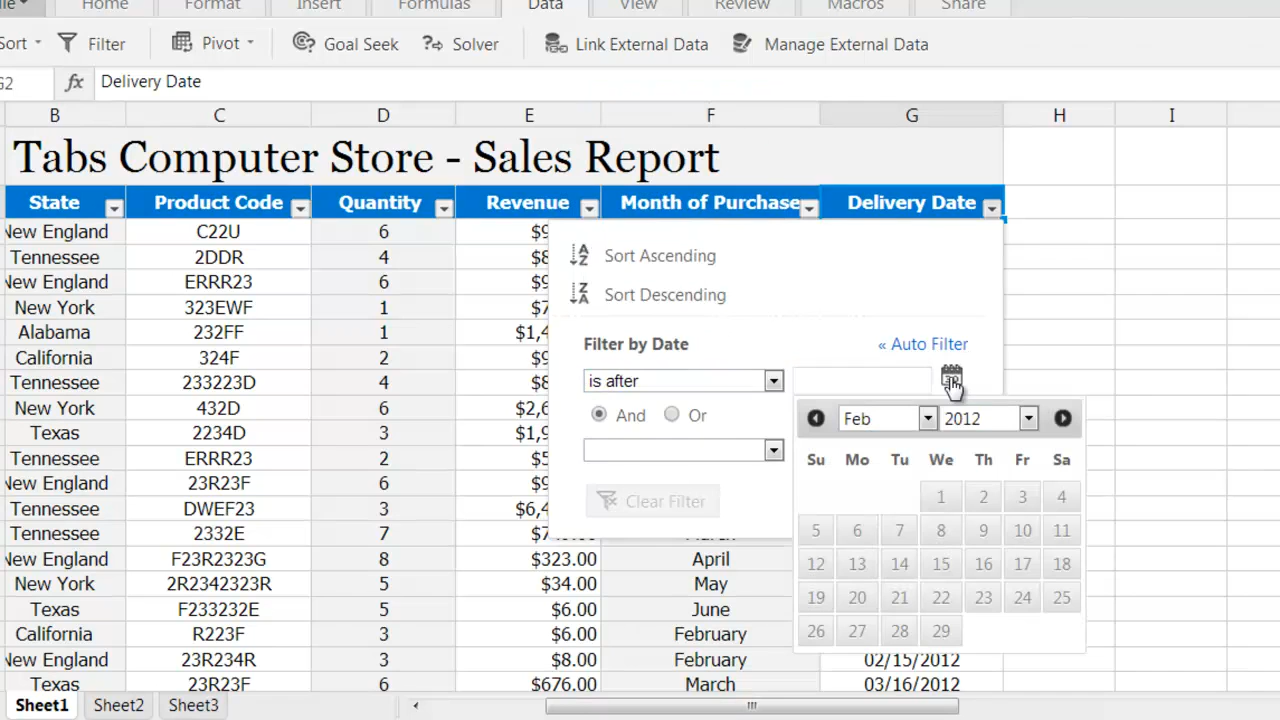 Home Format Insert Formulas Data View Review Macros Share
Sort Filter Pivot Goal Seek Solver Link External Data Manage External Data
G2 fx Delivery Date
B C D E F G H I
Tabs Computer Store - Sales Report
State Product Code Quantity Revenue Month of Purchase Delivery Date
New England C22U 6
Tennessee 2DDR 4
New England ERRR23 6
New York 323EWF 1
Alabama 232FF 1
California 324F 2
Tennessee 233223D 4
New York 432D 6
Texas 2234D 3
Tennessee ERRR23 2
New England 23R23F 6
Tennessee DWEF23 3
Tennessee 2332E 7
New England F23R2323G 8 $323.00 April
New York 2R2342323R 5 $34.00 May
Texas F233232E 5 $6.00 June
California R223F 3 $6.00 February
New England 23R234R 3 $8.00 February 02/15/2012
Texas 23R23F 6 $676.00 March 03/16/2012
Sort Ascending
Sort Descending
Filter by Date « Auto Filter
is after
And Or
Clear Filter
Feb 2012
Su Mo Tu We Th Fr Sa
1 2 3 4
5 6 7 8 9 10 11
12 13 14 15 16 17 18
19 20 21 22 23 24 25
26 27 28 29
Sheet1 Sheet2 Sheet3